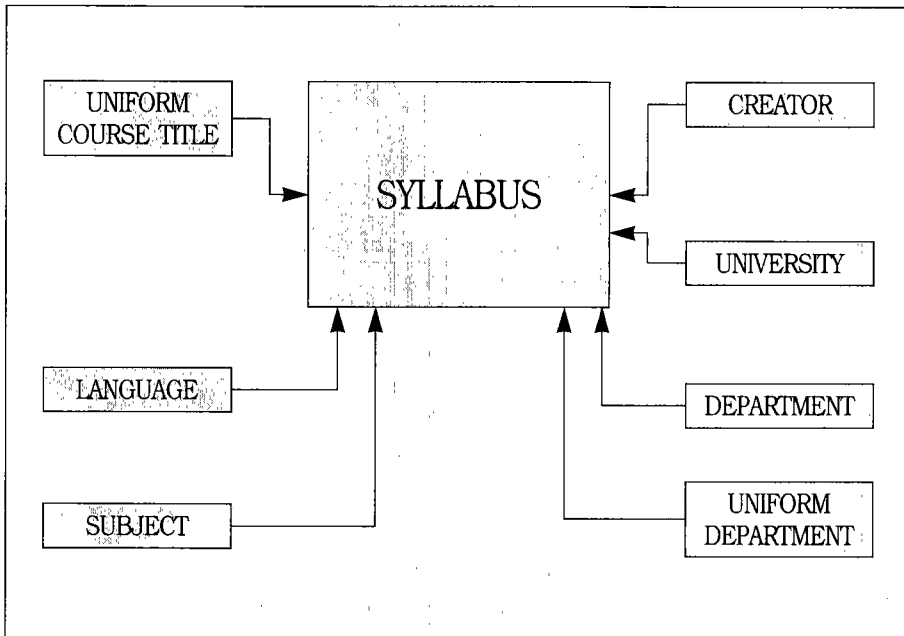 UNIFORM
COURSE TITLE
SYLLABUS
CREATOR
UNIVERSITY
LANGUAGE
DEPARTMENT
SUBJECT
UNIFORM
DEPARTMENT